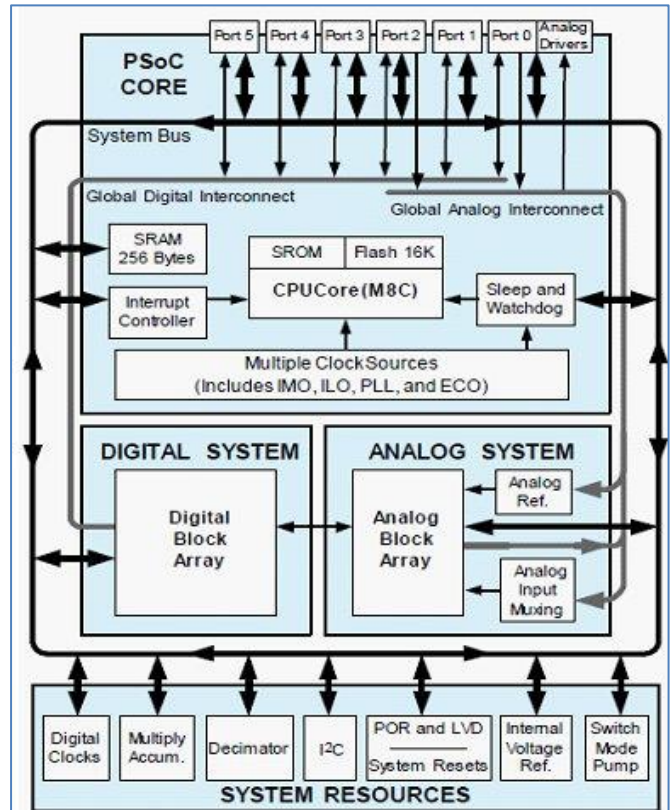 Port 5 Port 4 Port 3 Port 2 Port 1 Port 0 Analog
Drivers
PSoC
CORE
System Bus
Global Digital Interconnect
Global Analog Interconnect
SRAM
256 Bytes
SROM Flash 16K
CPUCore(M8C)
Interrupt
Controller
Sleep and
Watchdog
Multiple ClockSources
(Includes IMO, ILO, PLL, and ECO)
DIGITAL SYSTEM
Digital
Block
Array
ANALOG SYSTEM
Analog
Block
Array
Analog
Ref.
Analog
Input
Muxing
Digital
Clocks
Multiply
Accum.
Decimator
I²C
POR and LVD
System Resets
Internal
Voltage
Ref.
Switch
Mode
Pump
SYSTEM RESOURCES